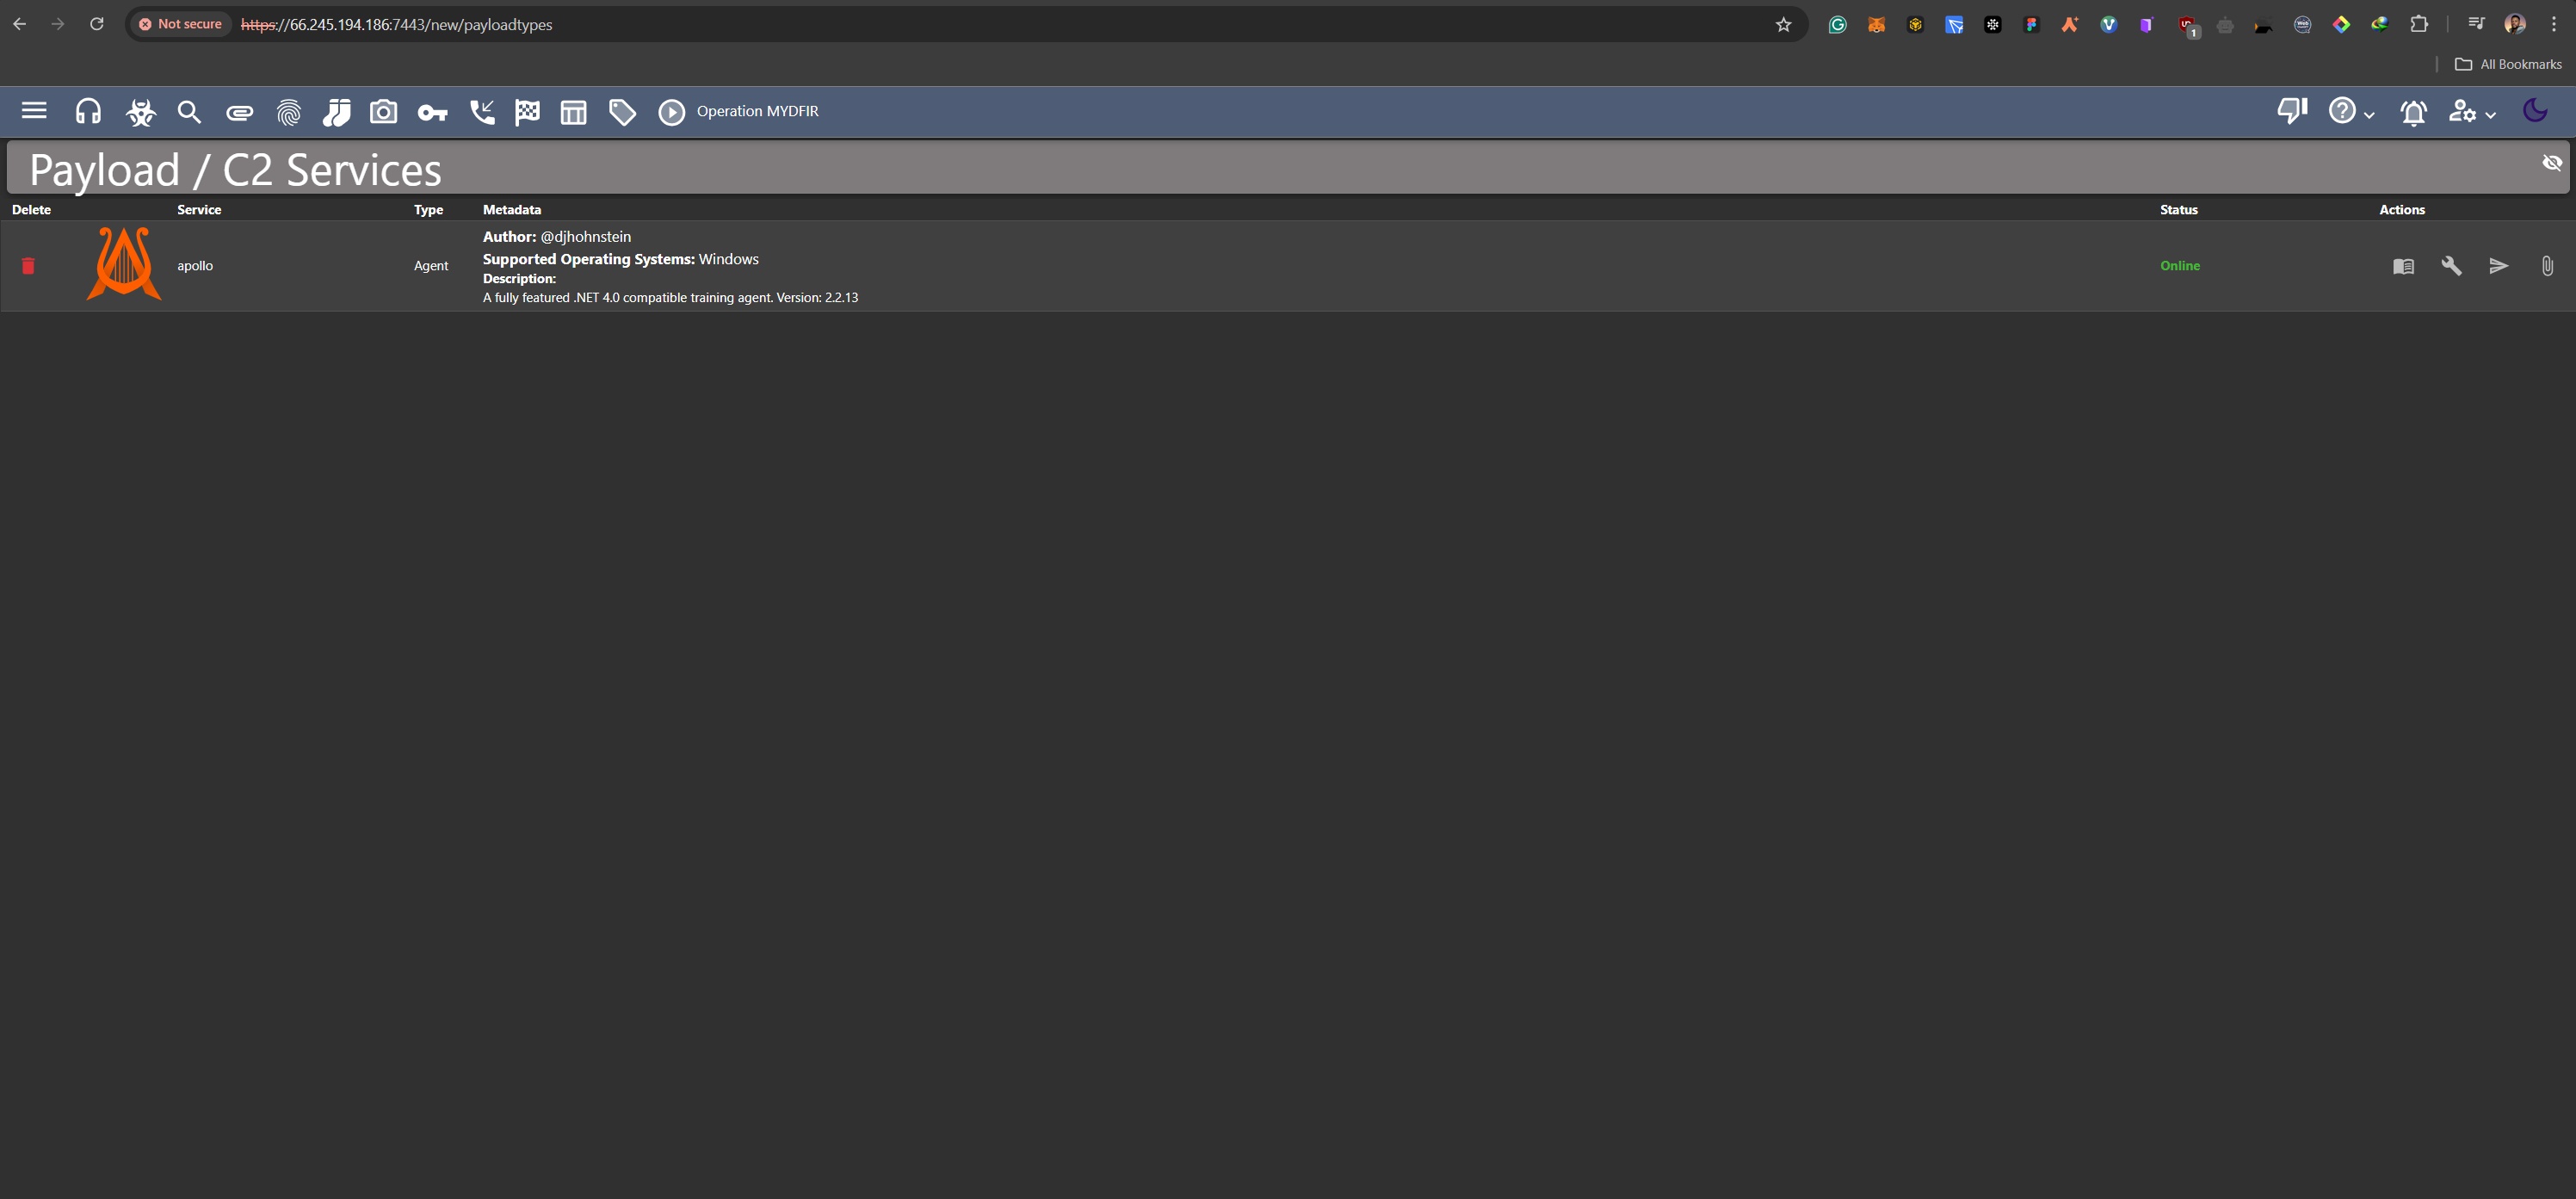 Not secure
https://66.245.194.186:7443/new/payloadtypes
1
All Bookmarks
Operation MYDFIR
Payload / C2 Services
Delete Service Type Metadata Status Actions
apollo Agent Online
Author: @djhohnstein
Supported Operating Systems: Windows
Description:
A fully featured .NET 4.0 compatible training agent. Version: 2.2.13